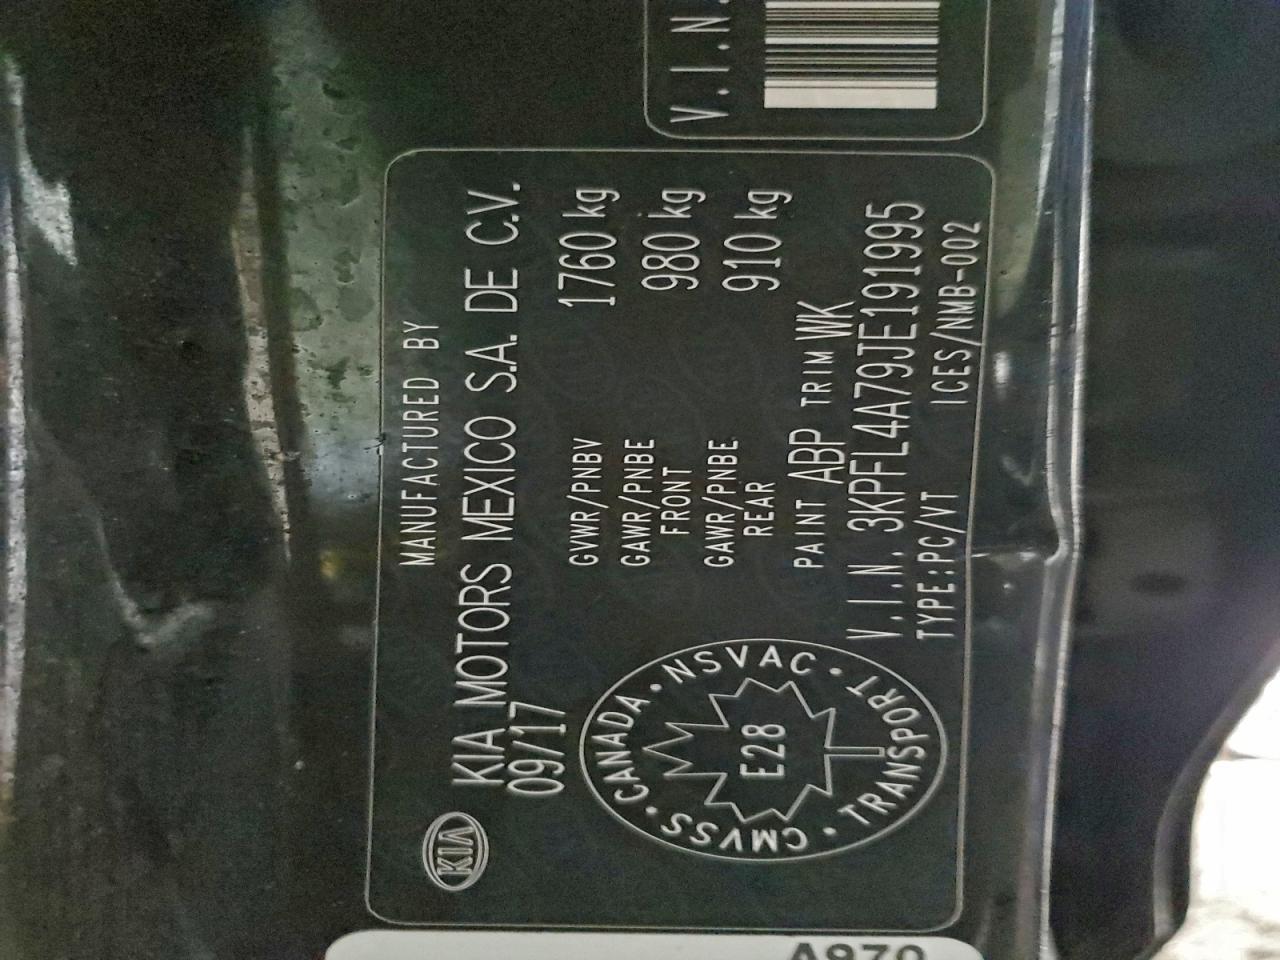 V.I.N.
KIA
MANUFACTURED BY
KIA MOTORS MEXICO S.A. DE C.V.
09/17
GVWR/PNBV 1760 kg
GAWR/PNBE 980 kg
FRONT
GAWR/PNBE 910 kg
REAR
PAINT ABP TRIM WK
V.I.N. 3KPFL4A79JE191995
TYPE:PC/VT ICES/NMB-002
CANADA · NSVAC · TRANSPORT · CMVSS ·
E28
A970